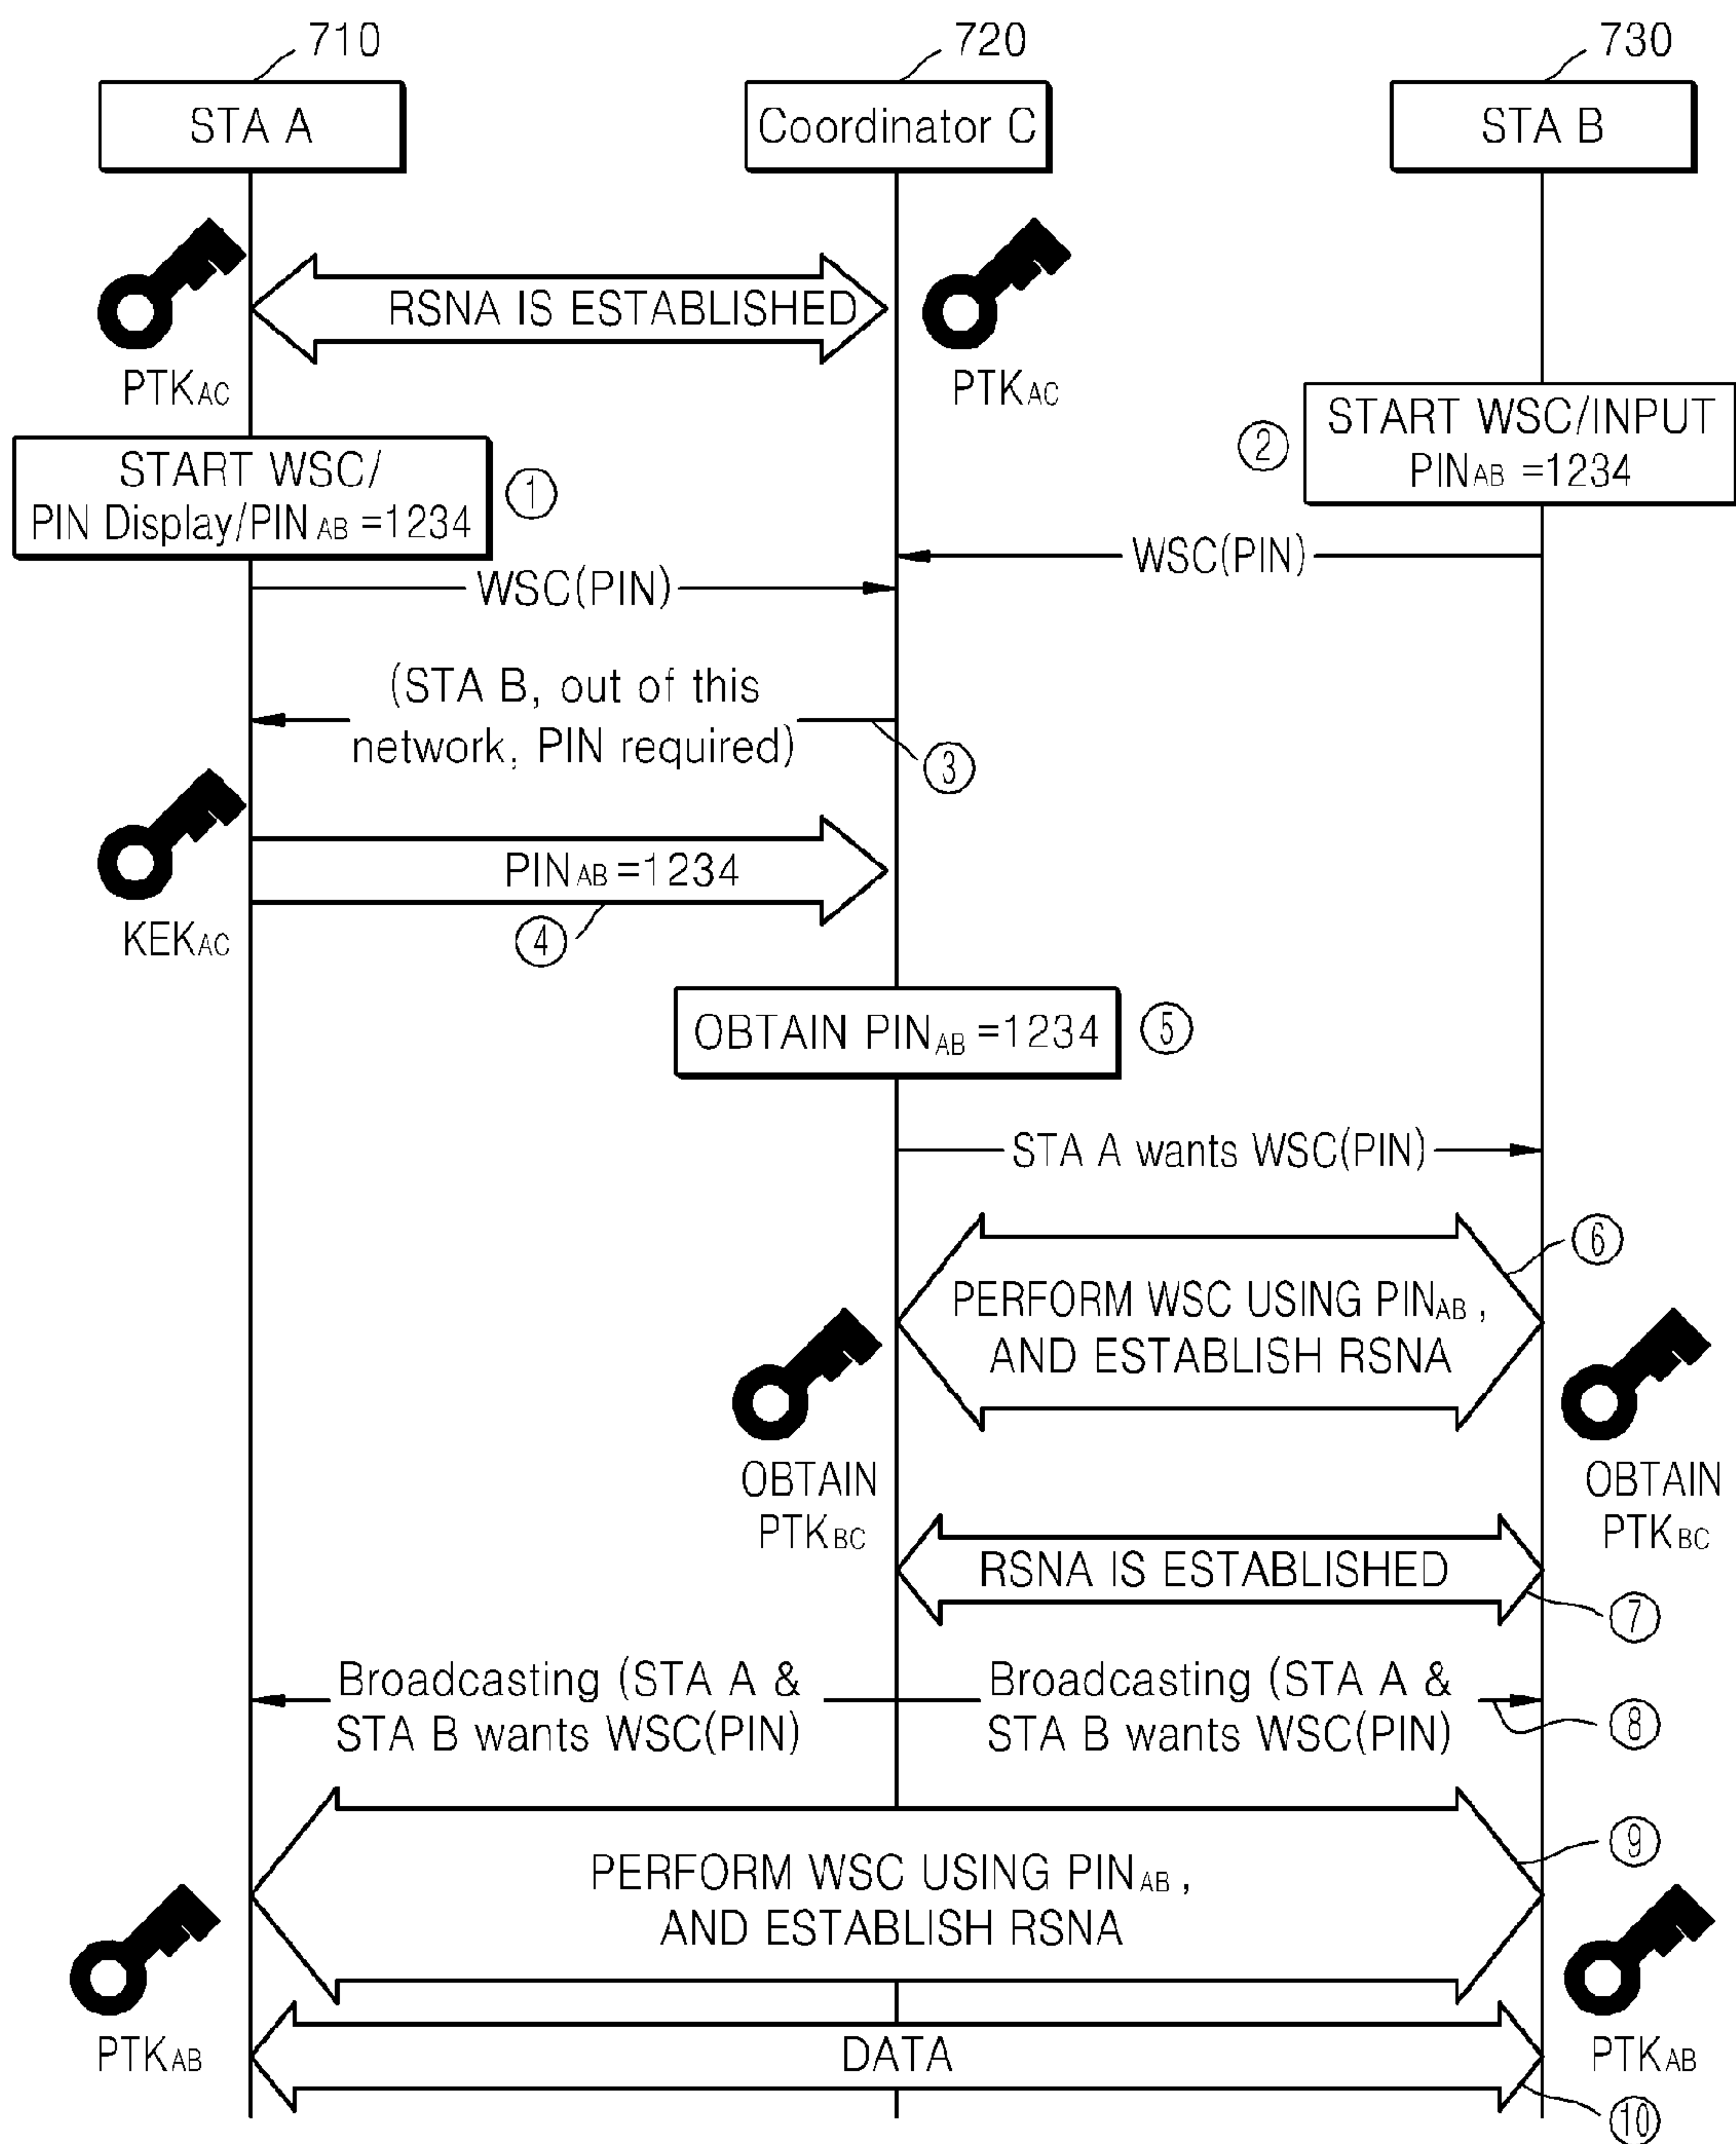 710
720
730
STA A
Coordinator C
STA B
RSNA IS ESTABLISHED
PTKAC
PTKAC
START WSC/
PIN Display/PINAB=1234
①
②
START WSC/INPUT
PINAB=1234
WSC(PIN)
WSC(PIN)
(STA B, out of this
network, PIN required)
③
KEKAC
PINAB=1234
④
OBTAIN PINAB=1234
⑤
STA A wants WSC(PIN)
⑥
PERFORM WSC USING PINAB,
AND ESTABLISH RSNA
OBTAIN
PTKBC
OBTAIN
PTKBC
RSNA IS ESTABLISHED
⑦
Broadcasting (STA A &
STA B wants WSC(PIN)
Broadcasting (STA A &
STA B wants WSC(PIN)
⑧
⑨
PERFORM WSC USING PINAB,
AND ESTABLISH RSNA
PTKAB
DATA
PTKAB
⑩